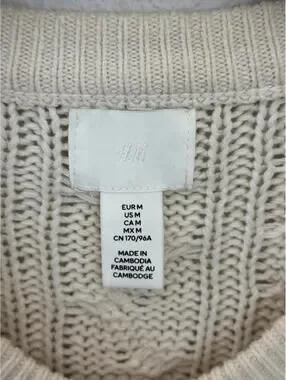 H&M
EUR M
US M
CA M
MX M
CN 170/96A
MADE IN
CAMBODIA
FABRIQUÉ AU
CAMBODGE